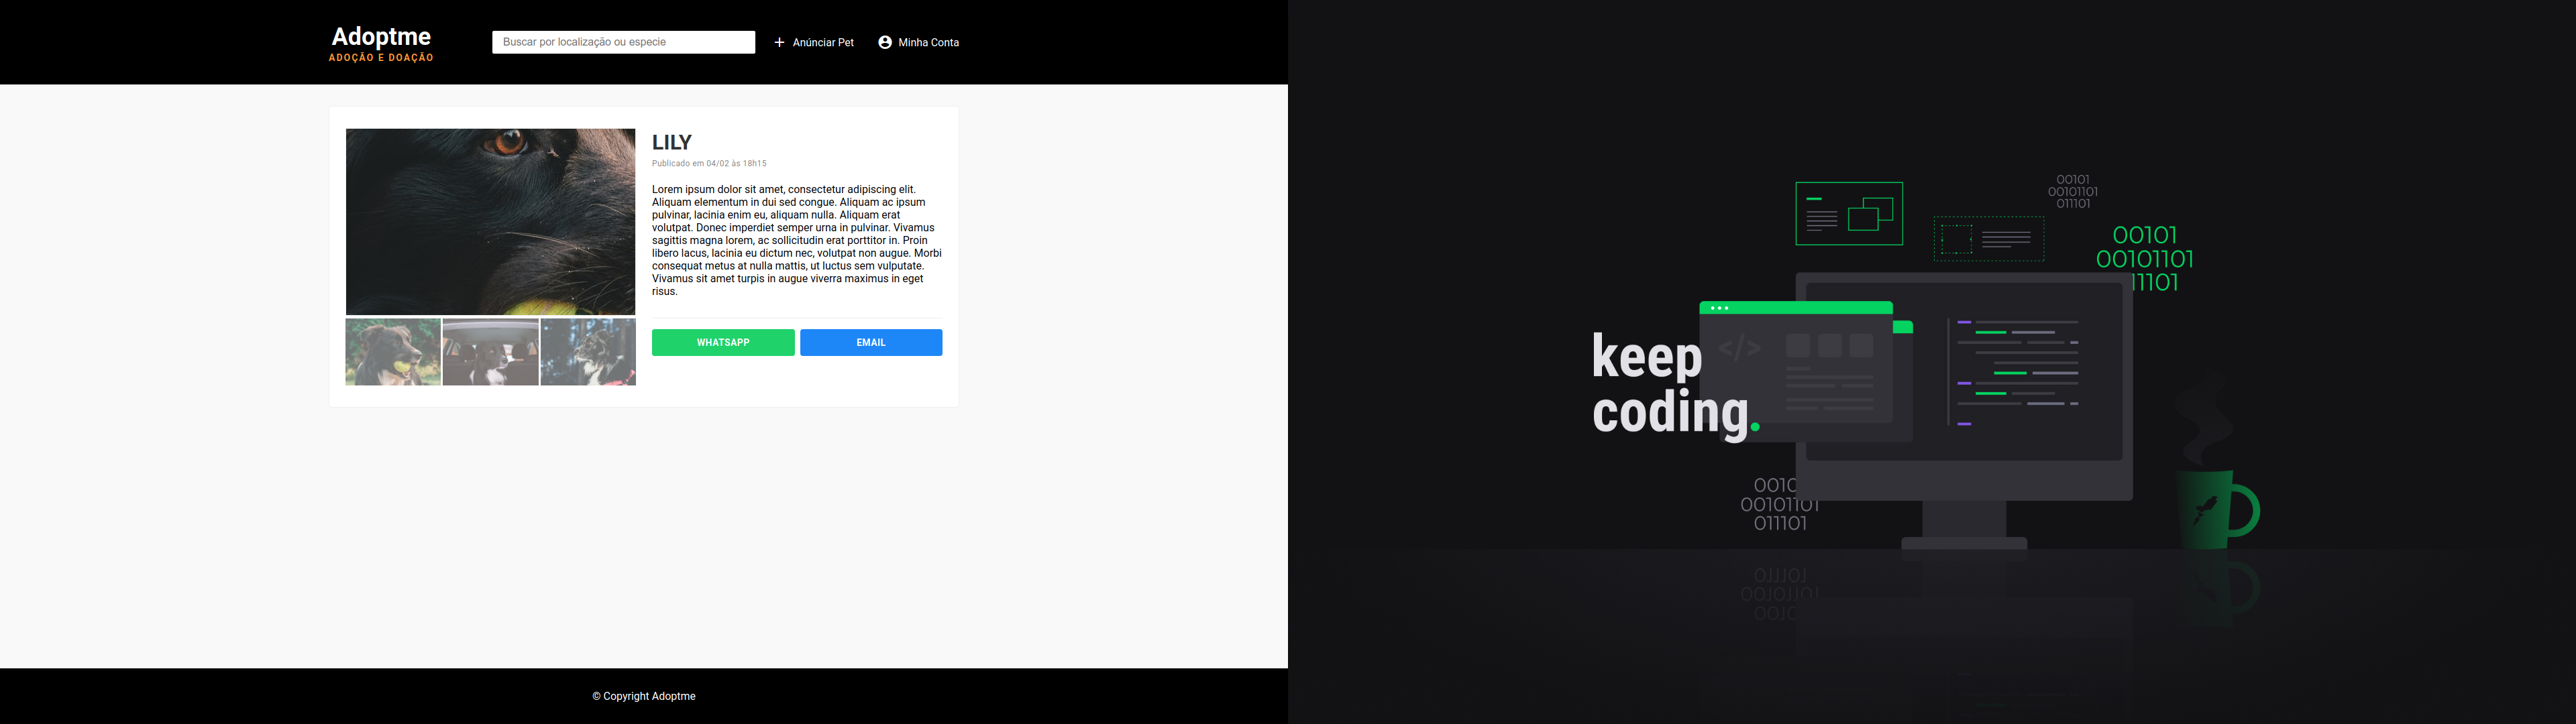 Adoptme
ADOÇÃO E DOAÇÃO
Buscar por localização ou especie
Anúnciar Pet
Minha Conta
LILY
Publicado em 04/02 às 18h15
Lorem ipsum dolor sit amet, consectetur adipiscing elit.
Aliquam elementum in dui sed congue. Aliquam ac ipsum
pulvinar, lacinia enim eu, aliquam nulla. Aliquam erat
volutpat. Donec imperdiet semper urna in pulvinar. Vivamus
sagittis magna lorem, ac sollicitudin erat porttitor in. Proin
libero lacus, lacinia eu dictum nec, volutpat non augue. Morbi
consequat metus at nulla mattis, ut luctus sem vulputate.
Vivamus sit amet turpis in augue viverra maximus in eget
risus.
WHATSAPP
EMAIL
© Copyright Adoptme
00101
00101101
011101
00101
00101101
11101
</>
keep
coding.
0010
00101101
011101